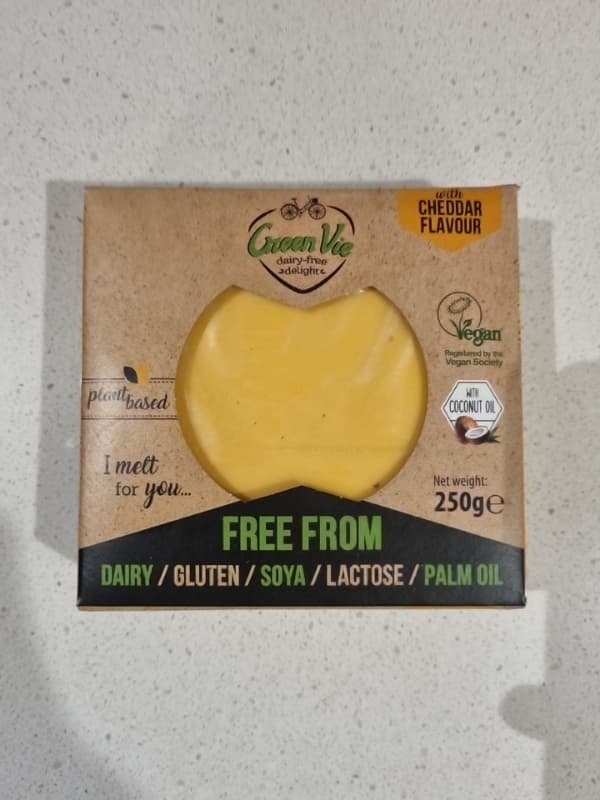 with
CHEDDAR
FLAVOUR
Green Vie
dairy-free
delight
Vegan
Registered by the
Vegan Society
WITH
COCONUT OIL
plant based
I melt
for you...
Net weight:
250g℮
FREE FROM
DAIRY / GLUTEN / SOYA / LACTOSE / PALM OIL